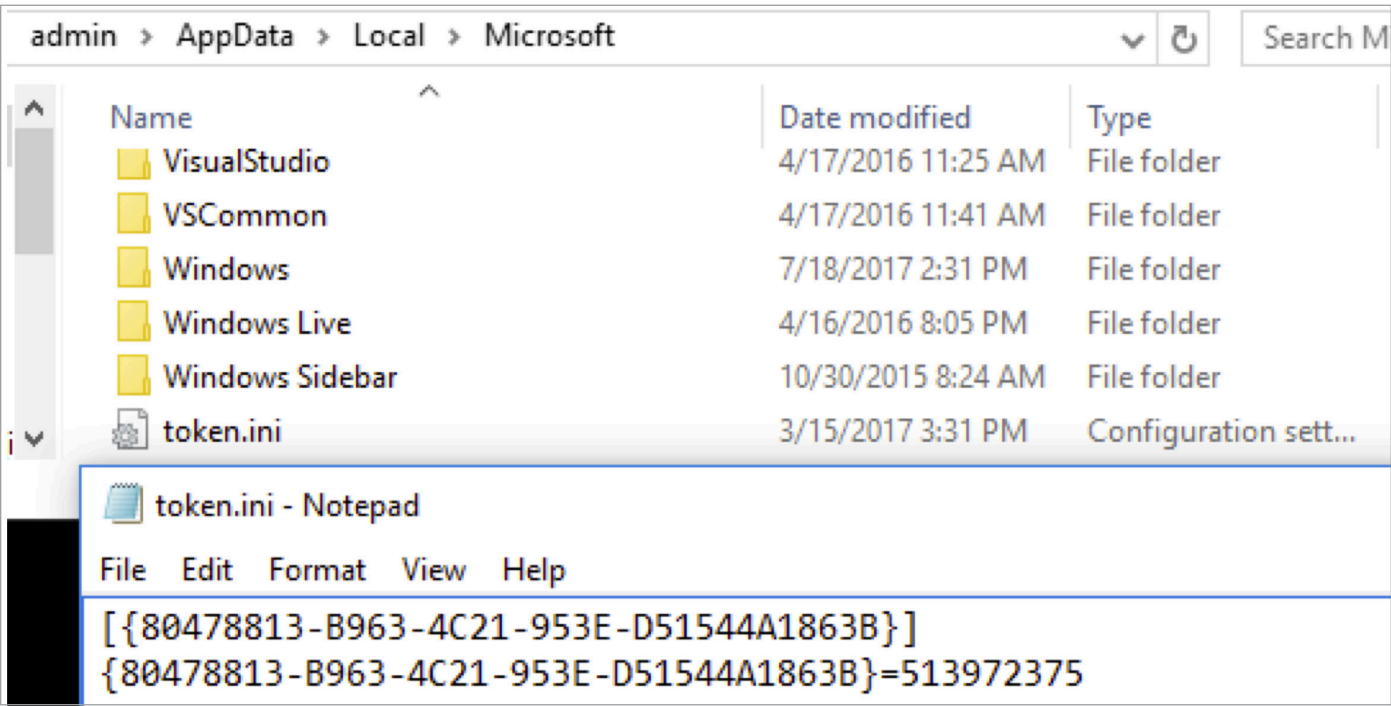 admin > AppData > Local > Microsoft Search M
Name Date modified Type
VisualStudio 4/17/2016 11:25 AM File folder
VSCommon 4/17/2016 11:41 AM File folder
Windows 7/18/2017 2:31 PM File folder
Windows Live 4/16/2016 8:05 PM File folder
Windows Sidebar 10/30/2015 8:24 AM File folder
token.ini 3/15/2017 3:31 PM Configuration sett...
token.ini - Notepad
File Edit Format View Help
[{80478813-B963-4C21-953E-D51544A1863B}]
{80478813-B963-4C21-953E-D51544A1863B}=513972375